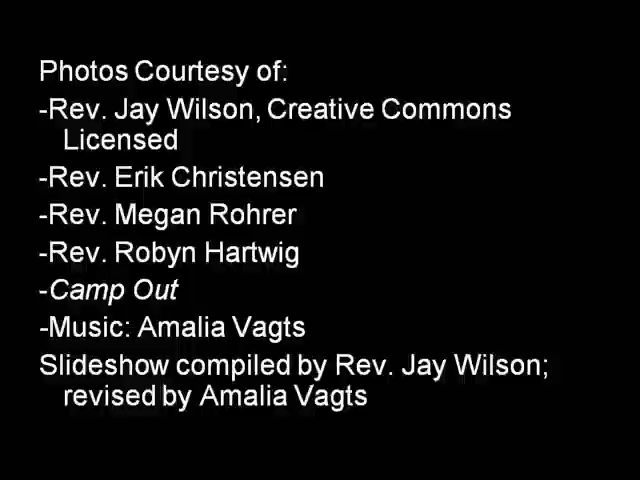 Photos Courtesy of:
-Rev. Jay Wilson, Creative Commons
Licensed
-Rev. Erik Christensen
-Rev. Megan Rohrer
-Rev. Robyn Hartwig
-Camp Out
-Music: Amalia Vagts
Slideshow compiled by Rev. Jay Wilson;
revised by Amalia Vagts